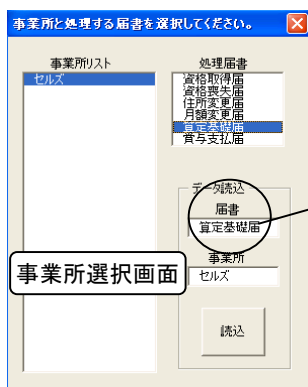 事業所と処理する届書を選択してください。
事業所リスト
セルズ
処理届書
資格取得届
資格喪失届
住所変更届
月額変更届
算定基礎届
賞与支払届
データ読込
届書
算定基礎届
事業所
セルズ
読込
事業所選択画面